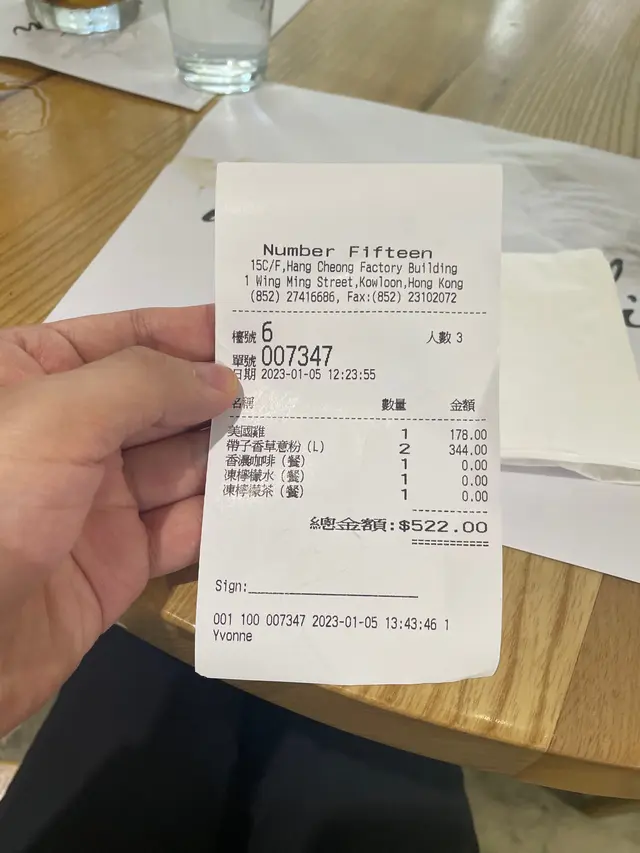 Number Fifteen
15C/F,Hang Cheong Factory Building
1 Wing Ming Street,Kowloon,Hong Kong
(852) 27416686, Fax:(852) 23102072
檯號 6 人數 3
單號 007347
日期 2023-01-05 12:23:55
名稱 數量 金額
美國雞 1 178.00
帶子香草意粉 (L) 2 344.00
香濃咖啡 (餐) 1 0.00
凍檸檬水 (餐) 1 0.00
凍檸檬茶 (餐) 1 0.00
總金額:$522.00
Sign:
001 100 007347 2023-01-05 13:43:46 1
Yvonne